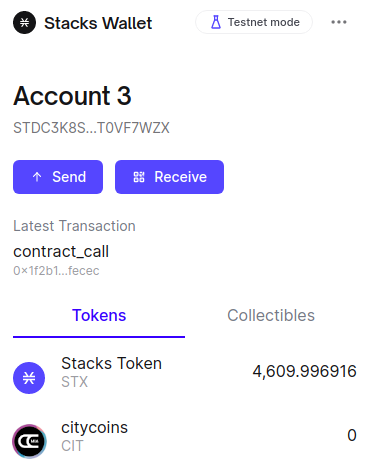 Stacks Wallet
Testnet mode
Account 3
STDC3K8S...T0VF7WZX
Send
Receive
Latest Transaction
contract_call
0×1f2b1...fecec
Tokens
Collectibles
Stacks Token
4,609.996916
STX
citycoins
0
CIT